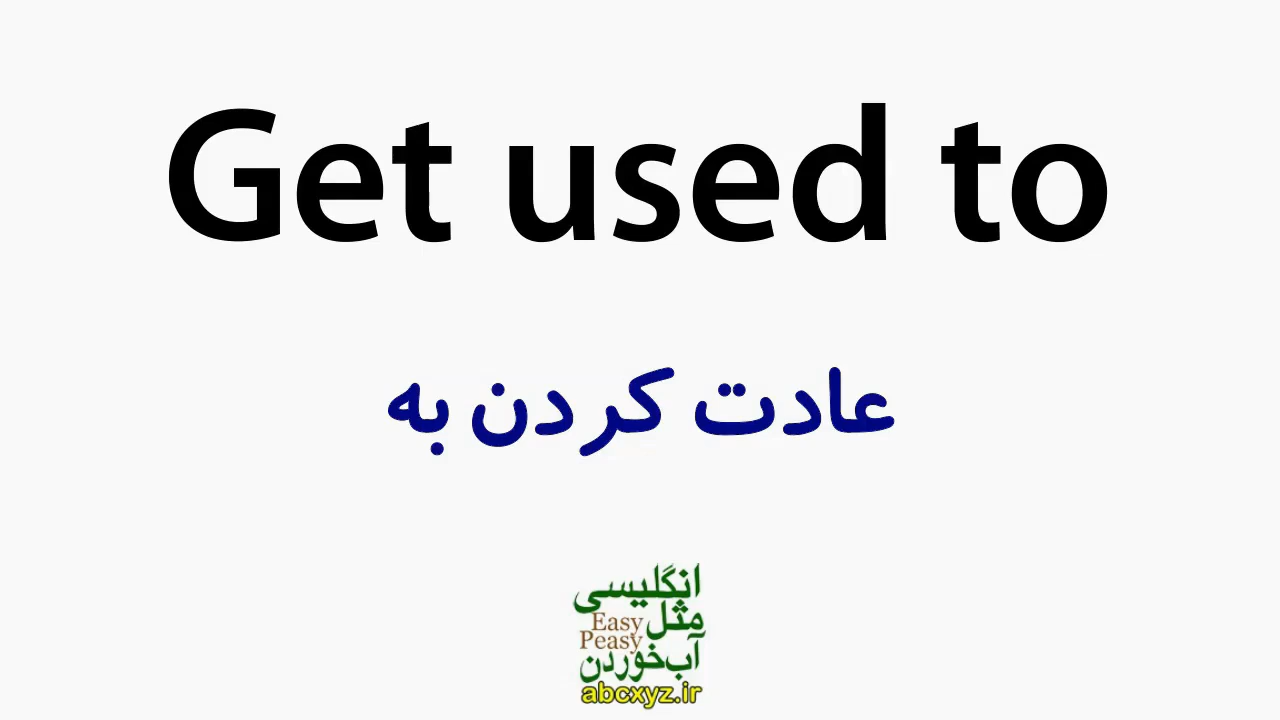 Get used to
عادت کردن به
انگلیسی
مثل
Easy
Peasy
آب‌خوردن
abcxyz.ir